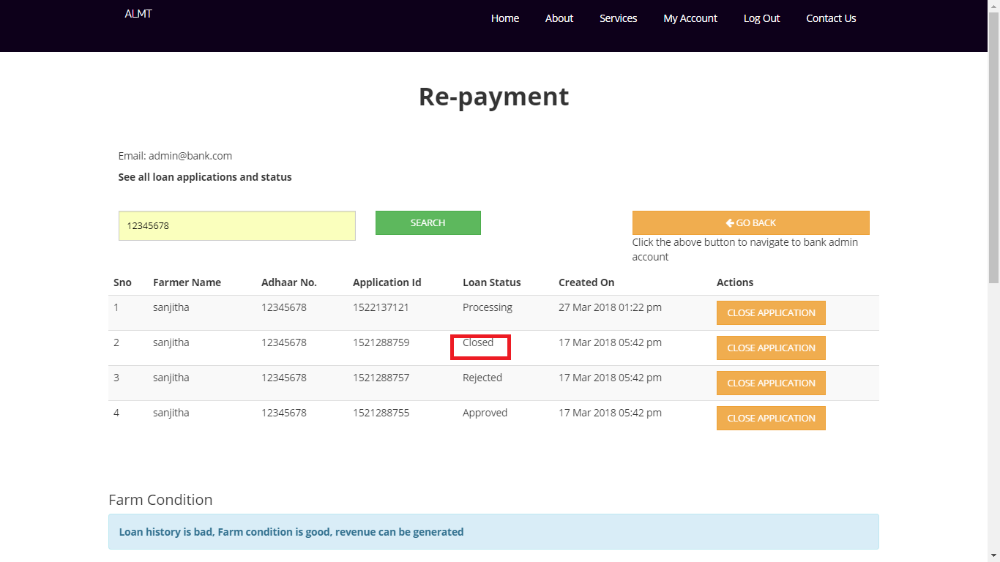 ALMT
Home About Services My Account Log Out Contact Us
Re-payment
Email: admin@bank.com
See all loan applications and status
12345678 SEARCH GO BACK
Click the above button to navigate to bank admin
account
Sno Farmer Name Adhaar No. Application Id Loan Status Created On Actions
1 sanjitha 12345678 1522137121 Processing 27 Mar 2018 01:22 pm CLOSE APPLICATION
2 sanjitha 12345678 1521288759 Closed 17 Mar 2018 05:42 pm CLOSE APPLICATION
3 sanjitha 12345678 1521288757 Rejected 17 Mar 2018 05:42 pm CLOSE APPLICATION
4 sanjitha 12345678 1521288755 Approved 17 Mar 2018 05:42 pm CLOSE APPLICATION
Farm Condition
Loan history is bad, Farm condition is good, revenue can be generated